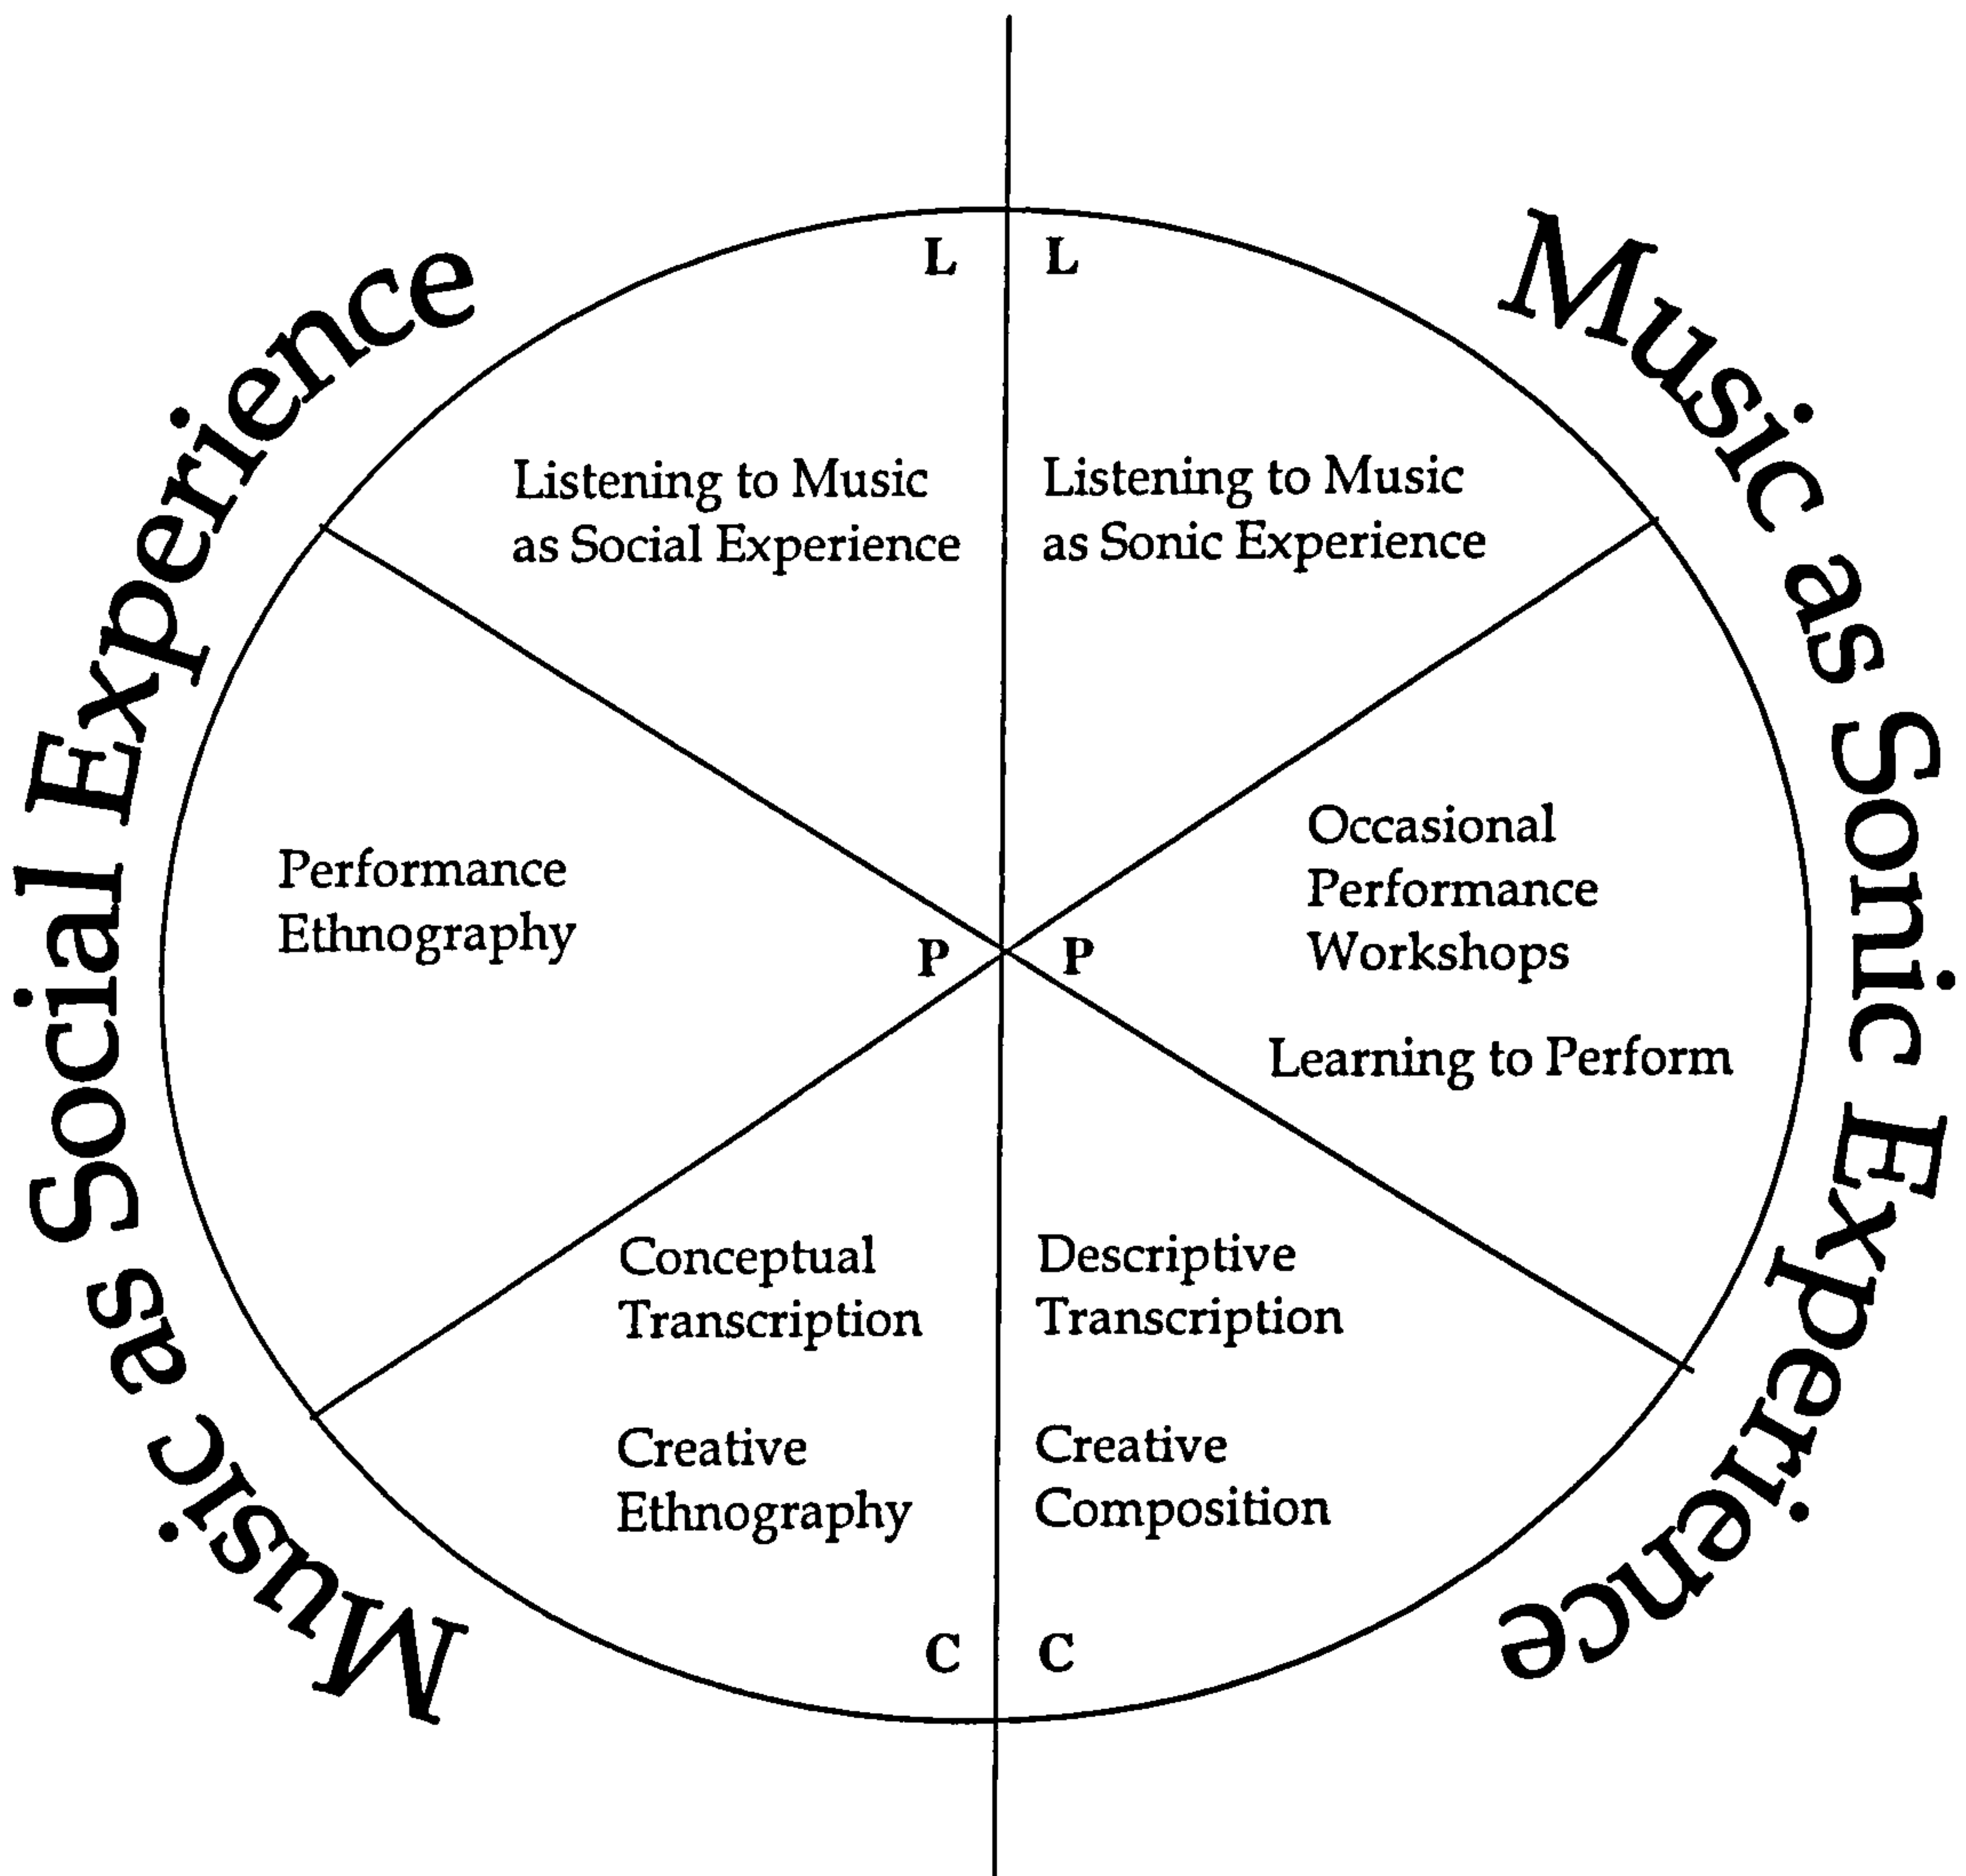 Music as Social Experience
Music as Sonic Experience
L
L
Listening to Music
as Social Experience
Listening to Music
as Sonic Experience
Performance
Ethnography
P
P
Occasional
Performance
Workshops
Learning to Perform
Conceptual
Transcription
Creative
Ethnography
Descriptive
Transcription
Creative
Composition
C
C